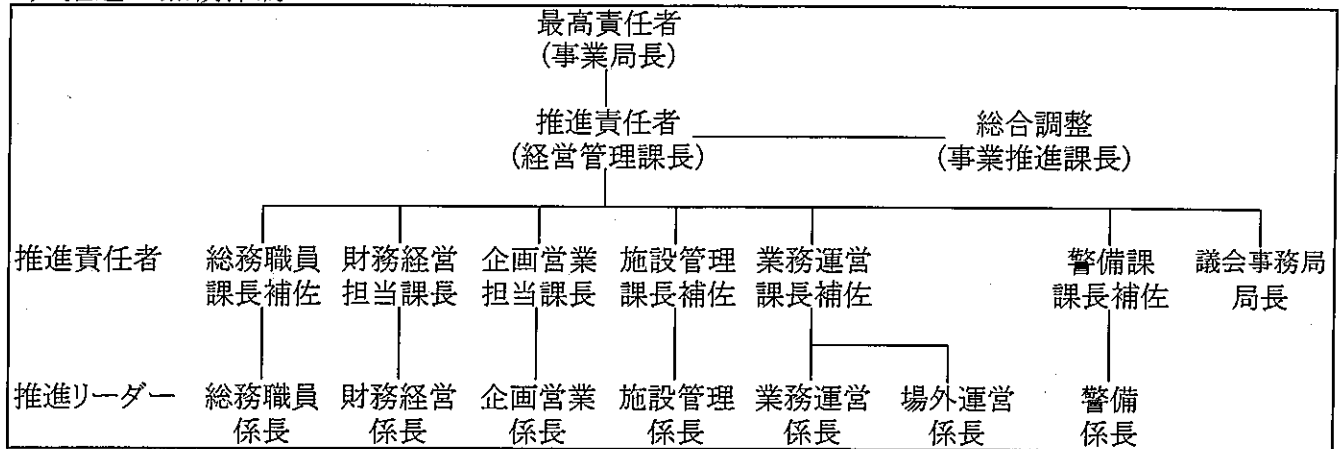 最高責任者
(事業局長)
推進責任者 総合調整
(経営管理課長) (事業推進課長)
推進責任者 総務職員 財務経営 企画営業 施設管理 業務運営 警備課 議会事務局
課長補佐 担当課長 担当課長 課長補佐 課長補佐 課長補佐 局長
推進リーダー 総務職員 財務経営 企画営業 施設管理 業務運営 場外運営 警備
係長 係長 係長 係長 係長 係長 係長